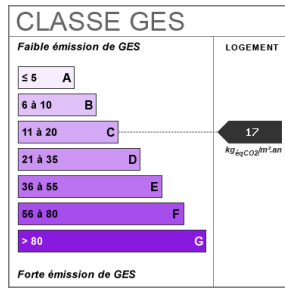 CLASSE GES
Faible émission de GES
LOGEMENT
≤ 5 A
6 à 10 B
11 à 20 C
17
kgéqCO2/m².an
21 à 35 D
36 à 55 E
56 à 80 F
> 80 G
Forte émission de GES